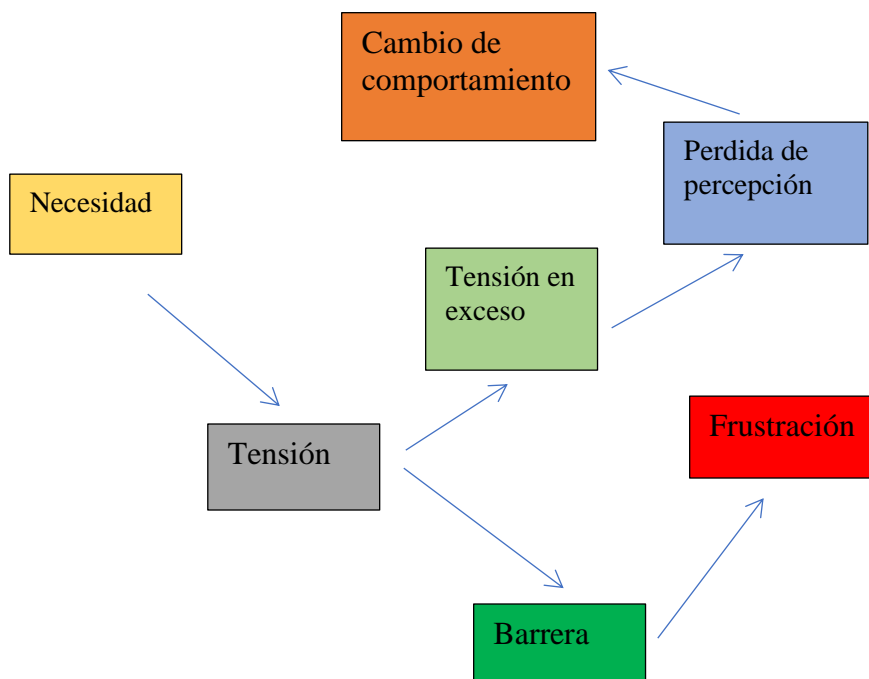 Cambio de
comportamiento
Perdida de
percepción
Necesidad
Tensión en
exceso
Frustración
Tensión
Barrera